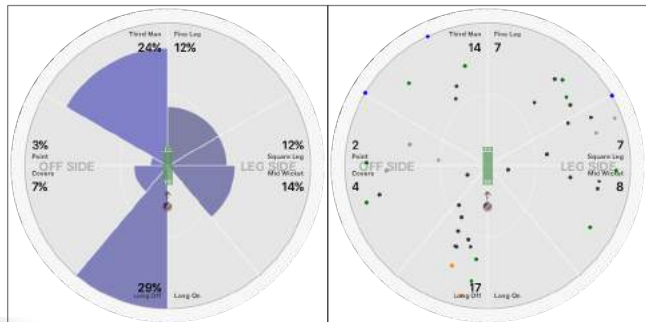 Third Man Fine Leg
24% 12%
3%
Point
OFF SIDE
Covers
7%
12%
Square Leg
LEG SIDE
Mid Wicket
14%
29%
Long Off Long On
Third Man Fine Leg
14 7
2
Point
OFF SIDE
Covers
4
7
Square Leg
LEG SIDE
Mid Wicket
8
17
Long Off Long On